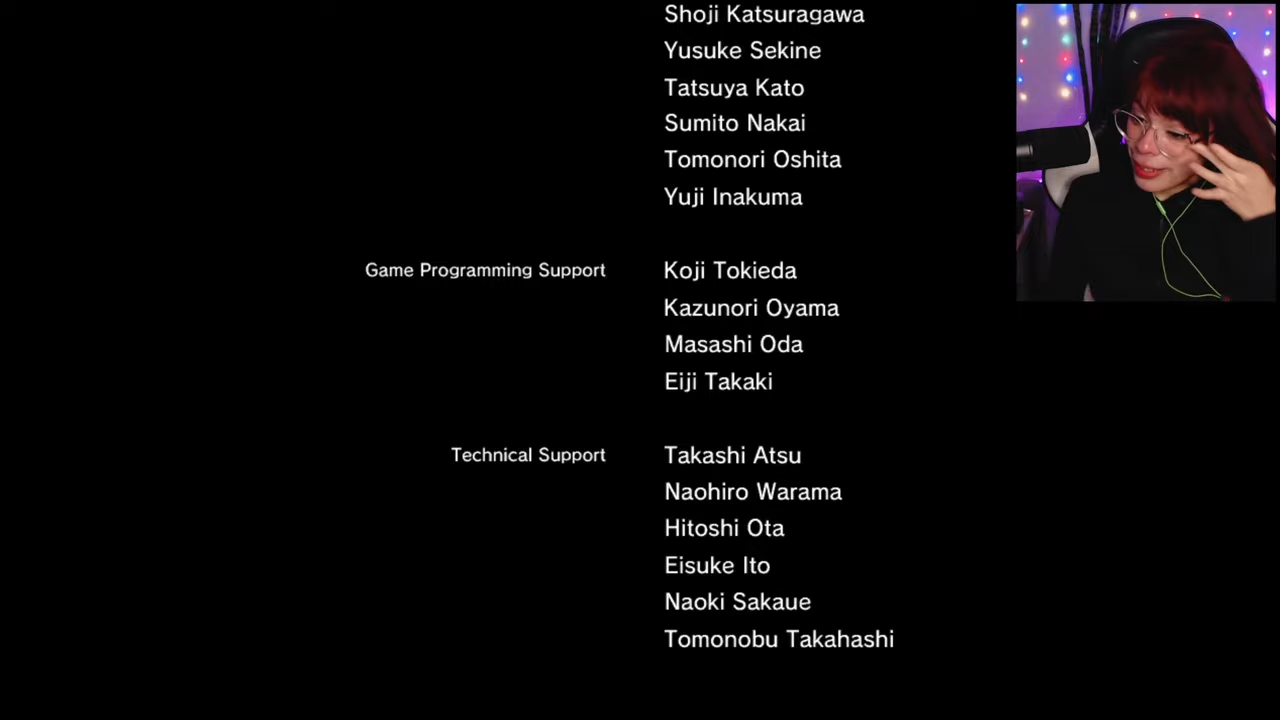 Shoji Katsuragawa
Yusuke Sekine
Tatsuya Kato
Sumito Nakai
Tomonori Oshita
Yuji Inakuma
Game Programming Support Koji Tokieda
Kazunori Oyama
Masashi Oda
Eiji Takaki
Technical Support Takashi Atsu
Naohiro Warama
Hitoshi Ota
Eisuke Ito
Naoki Sakaue
Tomonobu Takahashi